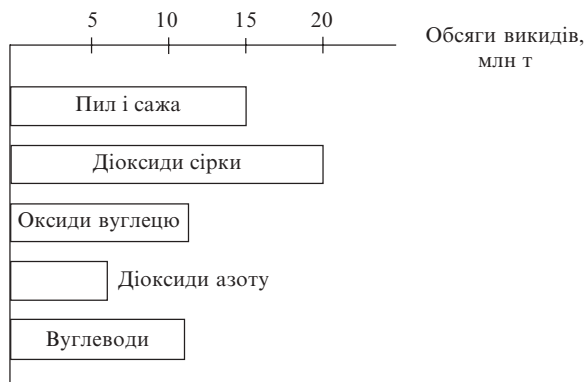 5 10 15 20
Обсяги викидів,
млн т
Пил і сажа
Діоксиди сірки
Оксиди вуглецю
Діоксиди азоту
Вуглеводи